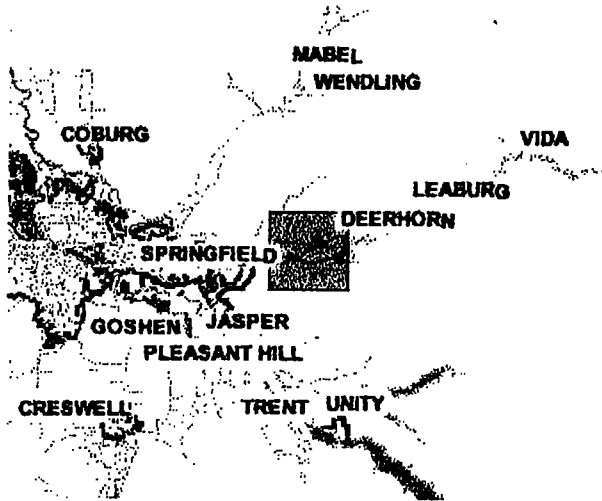 MABEL
WENDLING
COBURG
VIDA
LEABURG
DEERHORN
SPRINGFIELD
GOSHEN
JASPER
PLEASANT HILL
CRESWELL
TRENT
UNITY